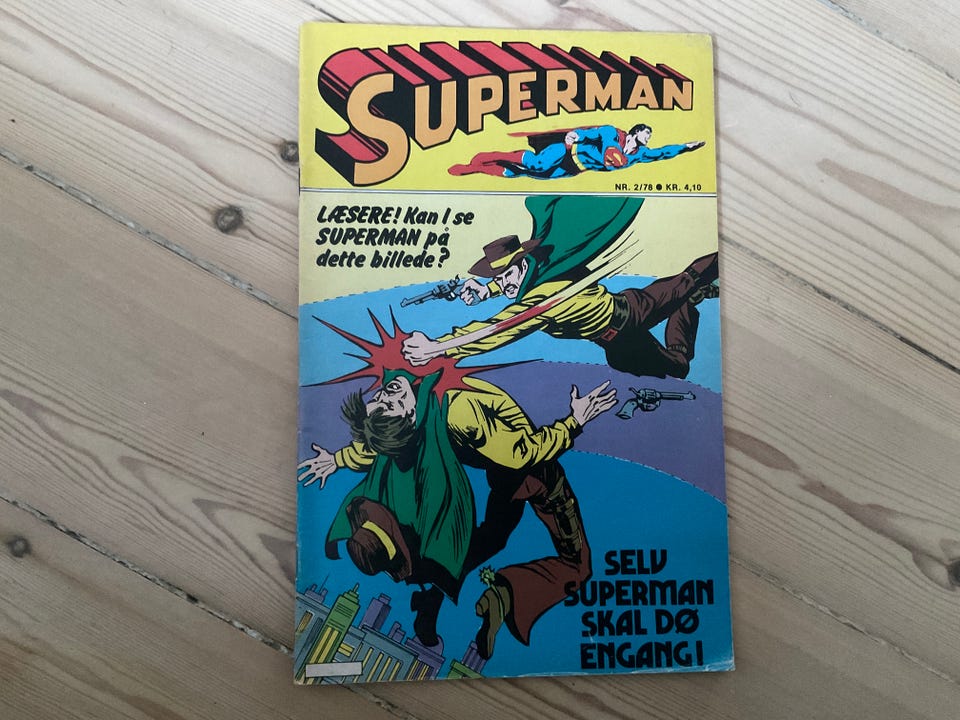 SUPERMAN
NR. 2/78 ● KR. 4,10
LÆSERE! Kan I se
SUPERMAN på
dette billede?
SELV
SUPERMAN
SKAL DØ
ENGANG!